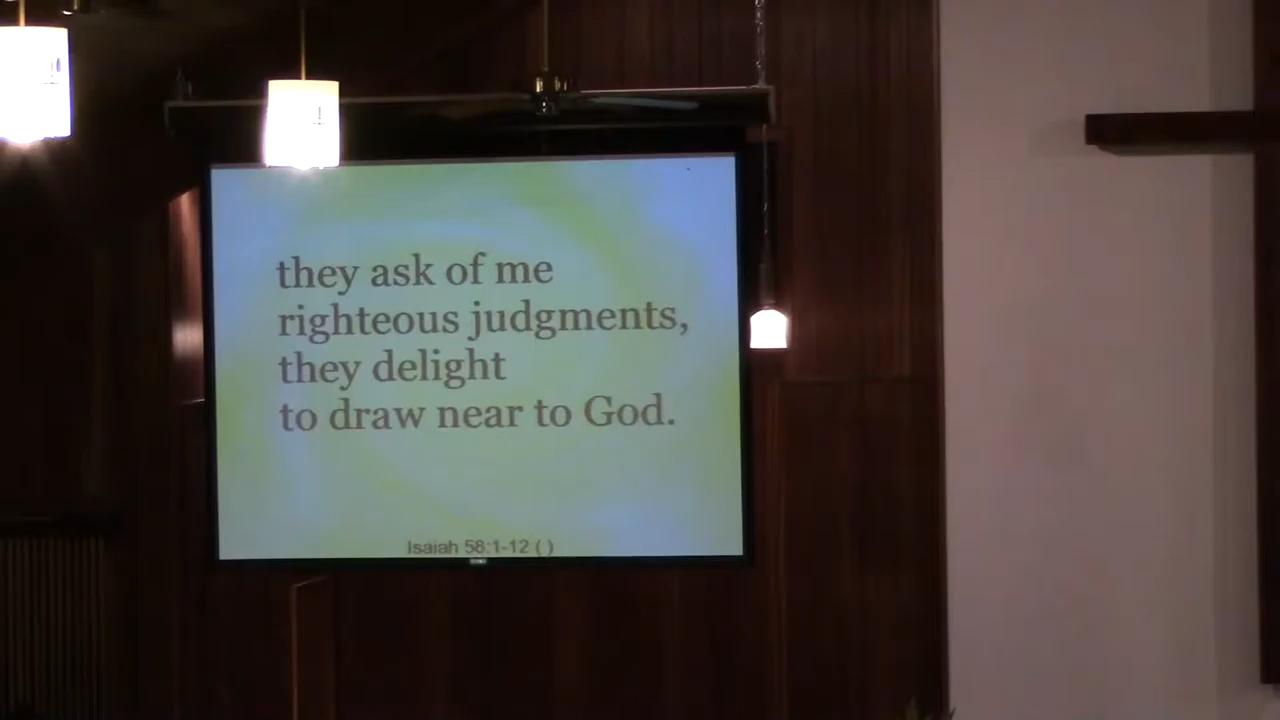 they ask of me
righteous judgments,
they delight
to draw near to God.
Isaiah 58:1-12 ( )